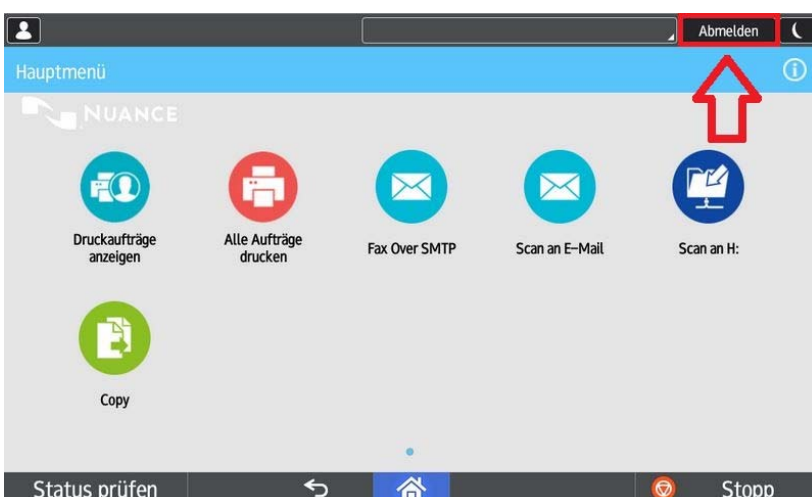 Abmelden
Hauptmenü
NUANCE
Druckaufträge
anzeigen
Alle Aufträge
drucken
Fax Over SMTP
Scan an E-Mail
Scan an H:
Copy
Status prüfen
Stopp